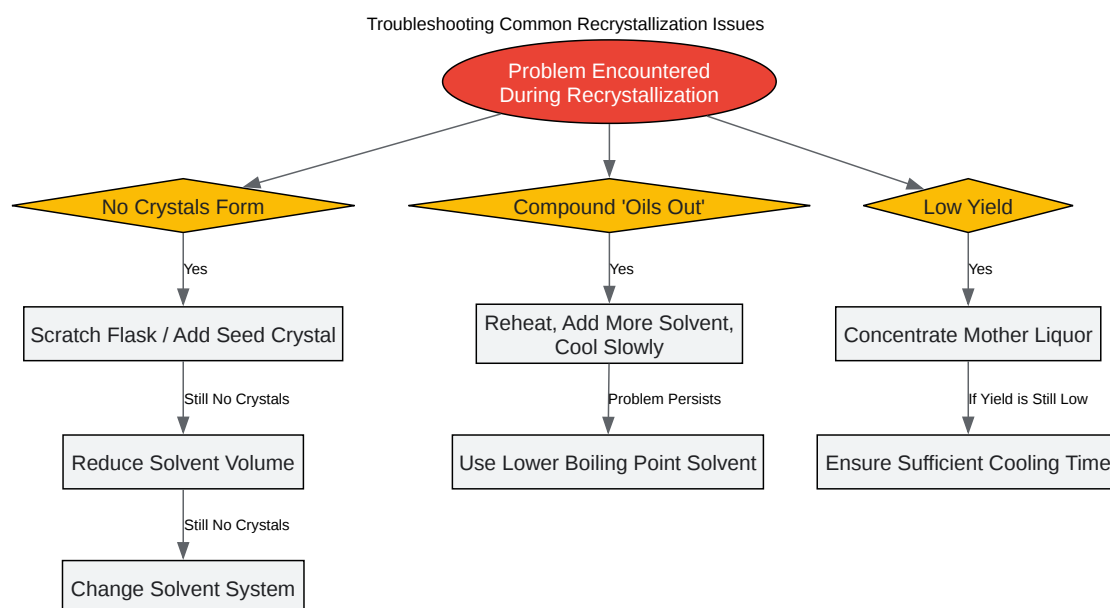 Troubleshooting Common Recrystallization Issues
Problem Encountered
During Recrystallization
No Crystals Form
Compound 'Oils Out'
Low Yield
Yes
Yes
Yes
Scratch Flask / Add Seed Crystal
Reheat, Add More Solvent,
Cool Slowly
Concentrate Mother Liquor
Still No Crystals
Problem Persists
If Yield is Still Low
Reduce Solvent Volume
Use Lower Boiling Point Solvent
Ensure Sufficient Cooling Time
Still No Crystals
Change Solvent System